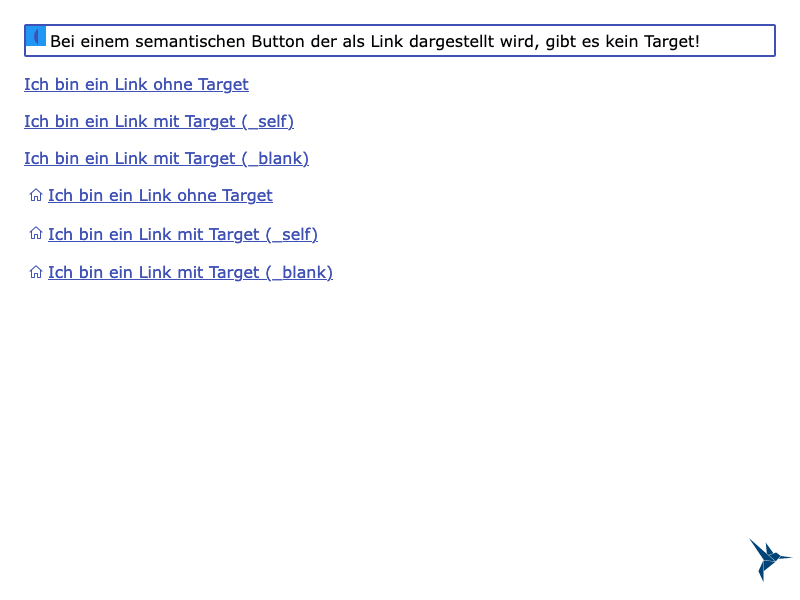 Bei einem semantischen Button der als Link dargestellt wird, gibt es kein Target!
Ich bin ein Link ohne Target
Ich bin ein Link mit Target (_self)
Ich bin ein Link mit Target (_blank)
Ich bin ein Link ohne Target
Ich bin ein Link mit Target (_self)
Ich bin ein Link mit Target (_blank)